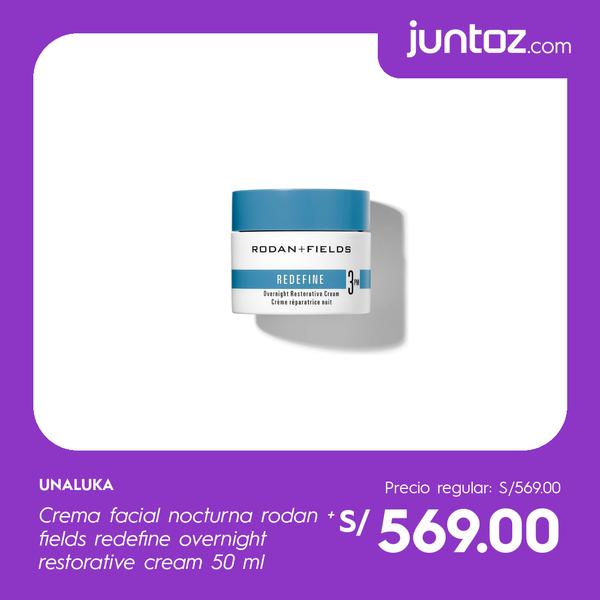 juntoz.com
RODAN+FIELDS
REDEFINE
3PM
Overnight Restorative Cream
Crème réparatrice nuit
UNALUKA
Crema facial nocturna rodan +
fields redefine overnight
restorative cream 50 ml
Precio regular: S/569.00
S/ 569.00